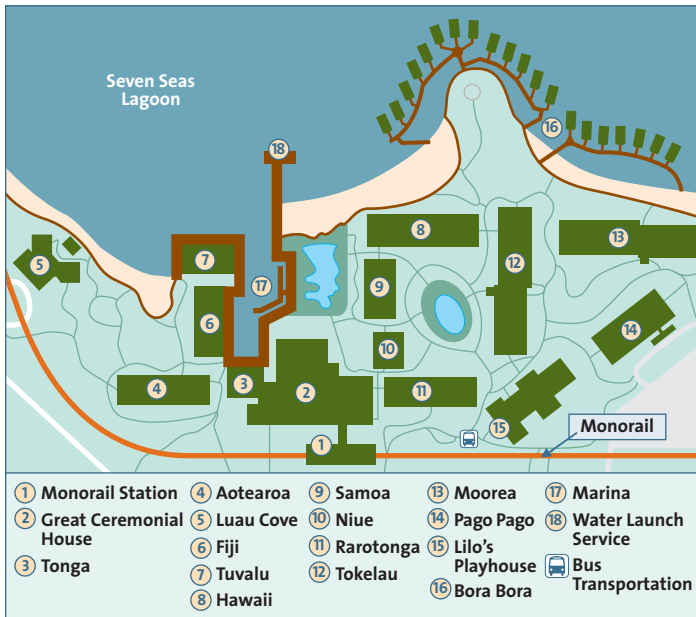 Seven Seas
Lagoon
16
18
8
13
12
5
7
17
9
6
14
10
4
3
2
11
15
Monorail
1
1 Monorail Station
2 Great Ceremonial
House
3 Tonga
4 Aotearoa
5 Luau Cove
6 Fiji
7 Tuvalu
8 Hawaii
9 Samoa
10 Niue
11 Rarotonga
12 Tokelau
13 Moorea
14 Pago Pago
15 Lilo's
Playhouse
16 Bora Bora
17 Marina
18 Water Launch
Service
Bus
Transportation